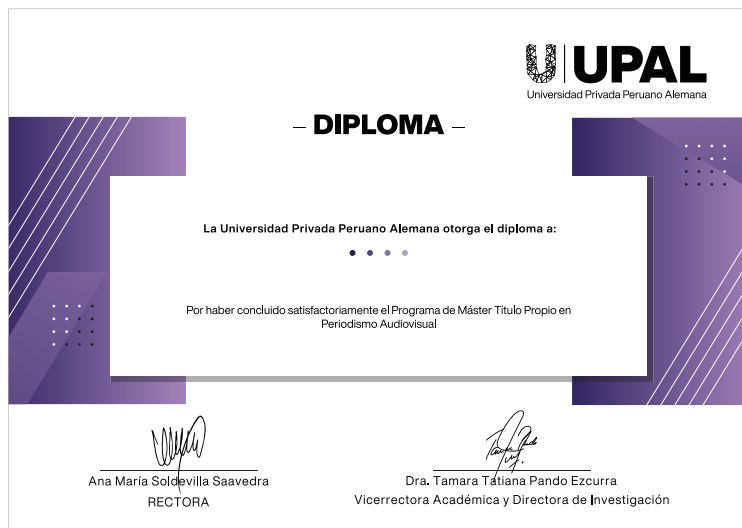 UPAL
Universidad Privada Peruano Alemana
– DIPLOMA –
La Universidad Privada Peruano Alemana otorga el diploma a:
Por haber concluido satisfactoriamente el Programa de Máster Título Propio en
Periodismo Audiovisual
Ana María Soldevilla Saavedra
RECTORA
Dra. Tamara Tatiana Pando Ezcurra
Vicerrectora Académica y Directora de Investigación